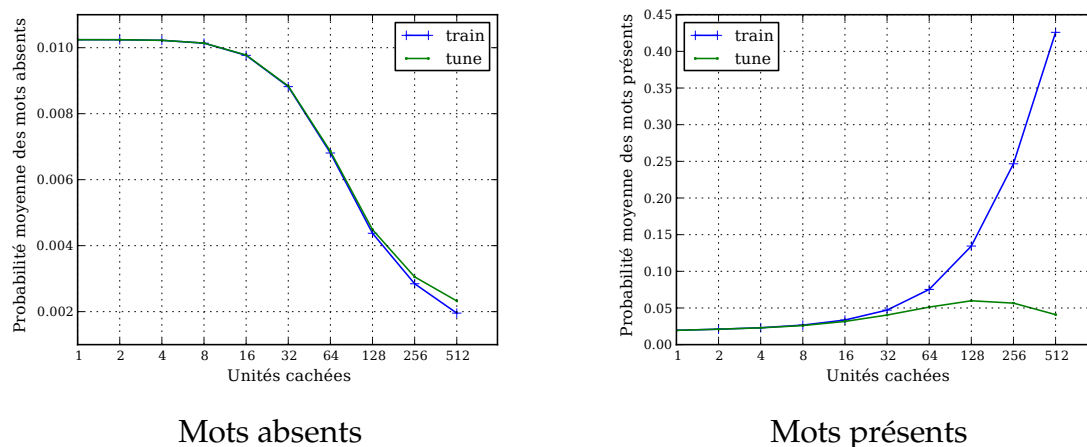 Probabilité moyenne des mots absents
0.010
0.008
0.006
0.004
0.002
train
tune
1 2 4 8 16 32 64 128 256 512
Unités cachées
Mots absents
Probabilité moyenne des mots présents
0.45
0.40
0.35
0.30
0.25
0.20
0.15
0.10
0.05
0.00
train
tune
1 2 4 8 16 32 64 128 256 512
Unités cachées
Mots présents